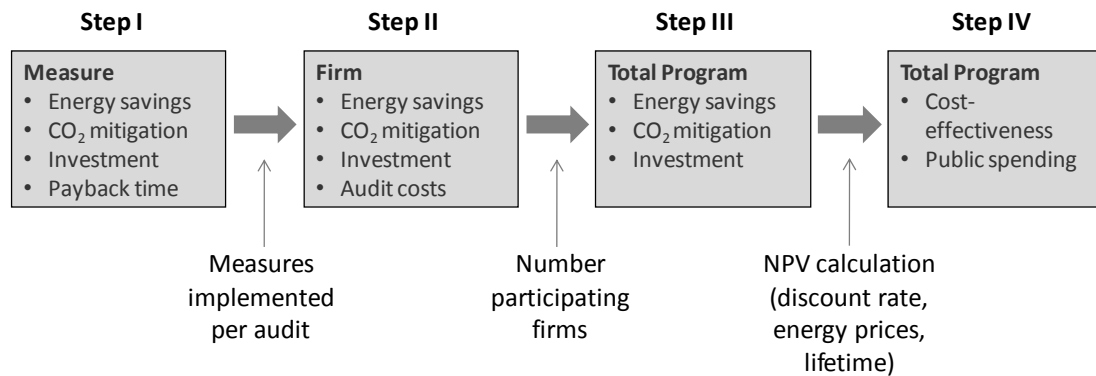 Step I
Step II
Step III
Step IV
Measure
• Energy savings
• CO₂ mitigation
• Investment
• Payback time
Firm
• Energy savings
• CO₂ mitigation
• Investment
• Audit costs
Total Program
• Energy savings
• CO₂ mitigation
• Investment
Total Program
• Cost-
effectiveness
• Public spending
Measures
implemented
per audit
Number
participating
firms
NPV calculation
(discount rate,
energy prices,
lifetime)